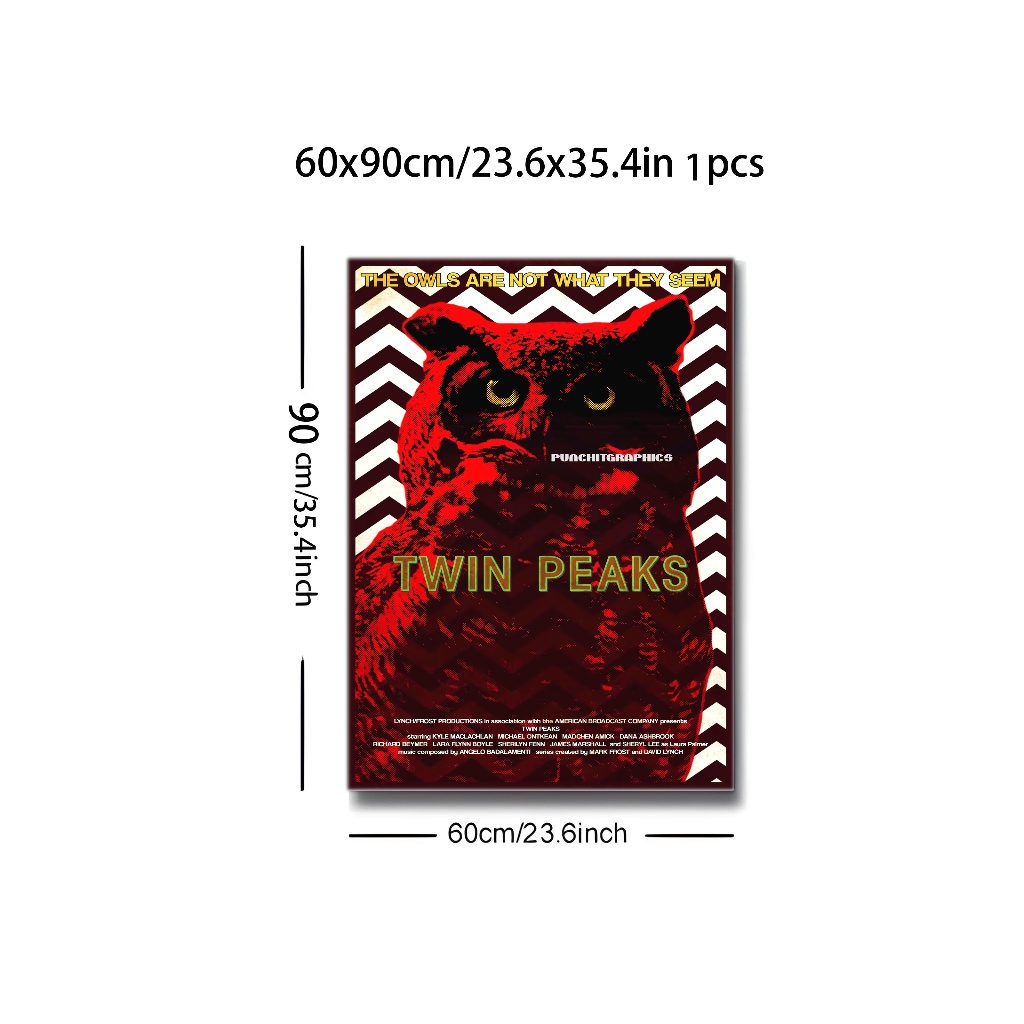 60x90cm/23.6x35.4in 1pcs
THE OWLS ARE NOT WHAT THEY SEEM
PUNCHITGRAPHICS
90 cm/35.4inch
TWIN PEAKS
LYNCH/FROST PRODUCTIONS in association with the AMERICAN BROADCAST COMPANY presents
TWIN PEAKS
starring KYLE MACLACHLAN MICHAEL ONTKEAN MADCHEN AMICK DANA ASHBROOK
RICHARD BEYMER LARA FLYNN BOYLE SHERILYN FENN JAMES MARSHALL and SHERYL LEE as Laura Palmer
music composed by ANGELO BADALAMENTI series created by MARK FROST and DAVID LYNCH
60cm/23.6inch